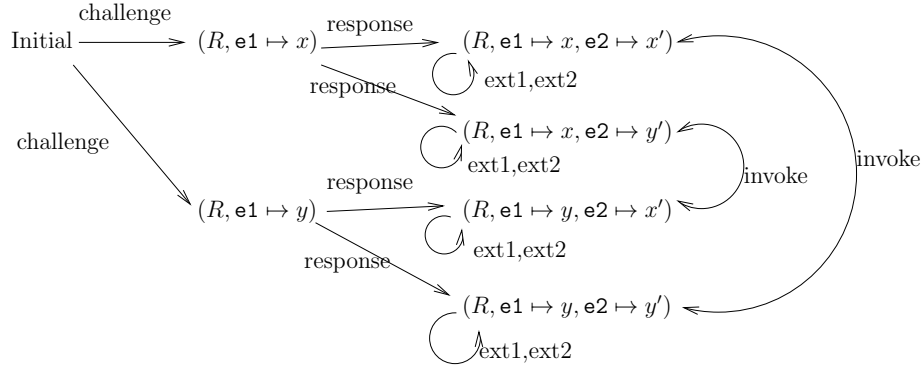 challenge
Initial
(R, e1 ↦ x)
response
(R, e1 ↦ x, e2 ↦ x′)
ext1,ext2
response
(R, e1 ↦ x, e2 ↦ y′)
ext1,ext2
challenge
invoke
invoke
(R, e1 ↦ y)
response
(R, e1 ↦ y, e2 ↦ x′)
ext1,ext2
response
(R, e1 ↦ y, e2 ↦ y′)
ext1,ext2